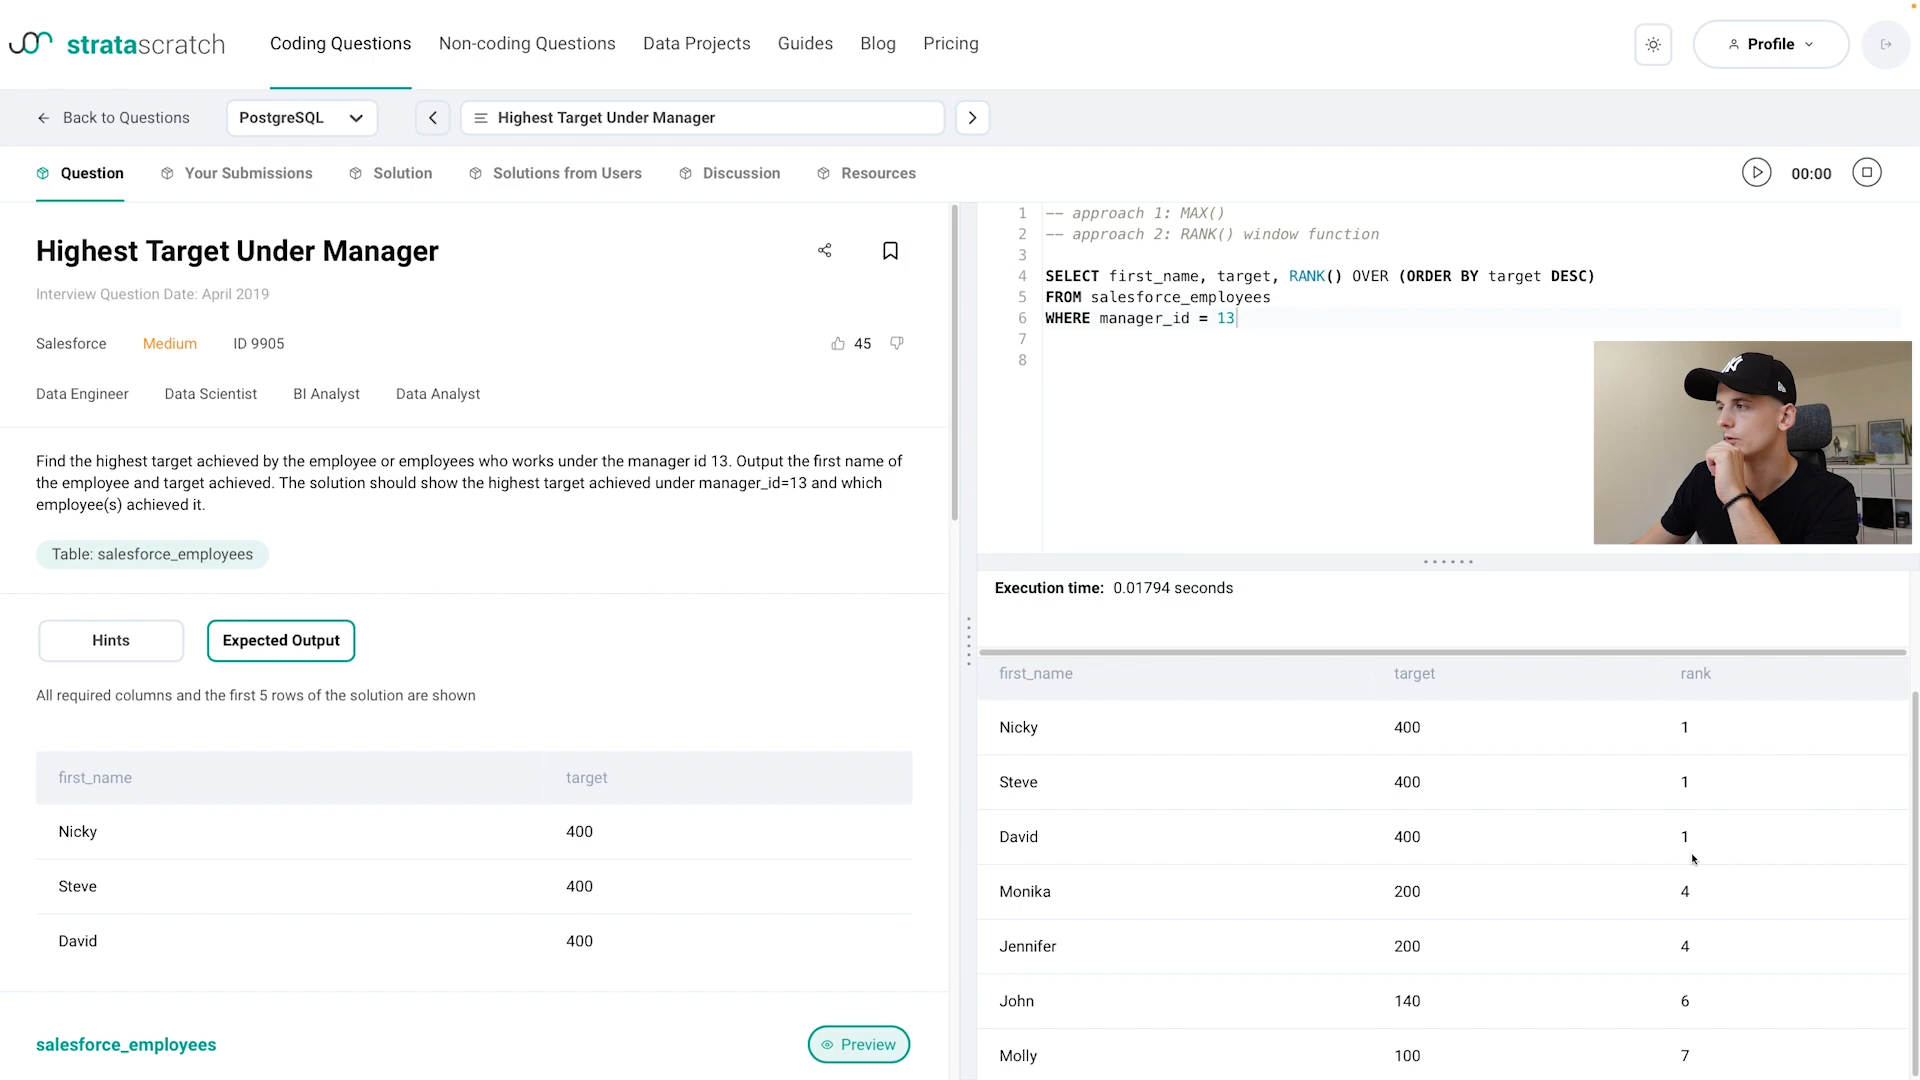 stratascratch
Coding Questions
Non-coding Questions
Data Projects
Guides
Blog
Pricing
Profile
Back to Questions
PostgreSQL
Highest Target Under Manager
Question
Your Submissions
Solution
Solutions from Users
Discussion
Resources
00:00
Highest Target Under Manager
Interview Question Date: April 2019
Salesforce
Medium
ID 9905
45
Data Engineer
Data Scientist
BI Analyst
Data Analyst
Find the highest target achieved by the employee or employees who works under the manager id 13. Output the first name of
the employee and target achieved. The solution should show the highest target achieved under manager_id=13 and which
employee(s) achieved it.
Table: salesforce_employees
Hints
Expected Output
All required columns and the first 5 rows of the solution are shown
first_name target
Nicky 400
Steve 400
David 400
salesforce_employees
Preview
1 -- approach 1: MAX()
2 -- approach 2: RANK() window function
3
4 SELECT first_name, target, RANK() OVER (ORDER BY target DESC)
5 FROM salesforce_employees
6 WHERE manager_id = 13
7
8
Execution time: 0.01794 seconds
first_name target rank
Nicky 400 1
Steve 400 1
David 400 1
Monika 200 4
Jennifer 200 4
John 140 6
Molly 100 7